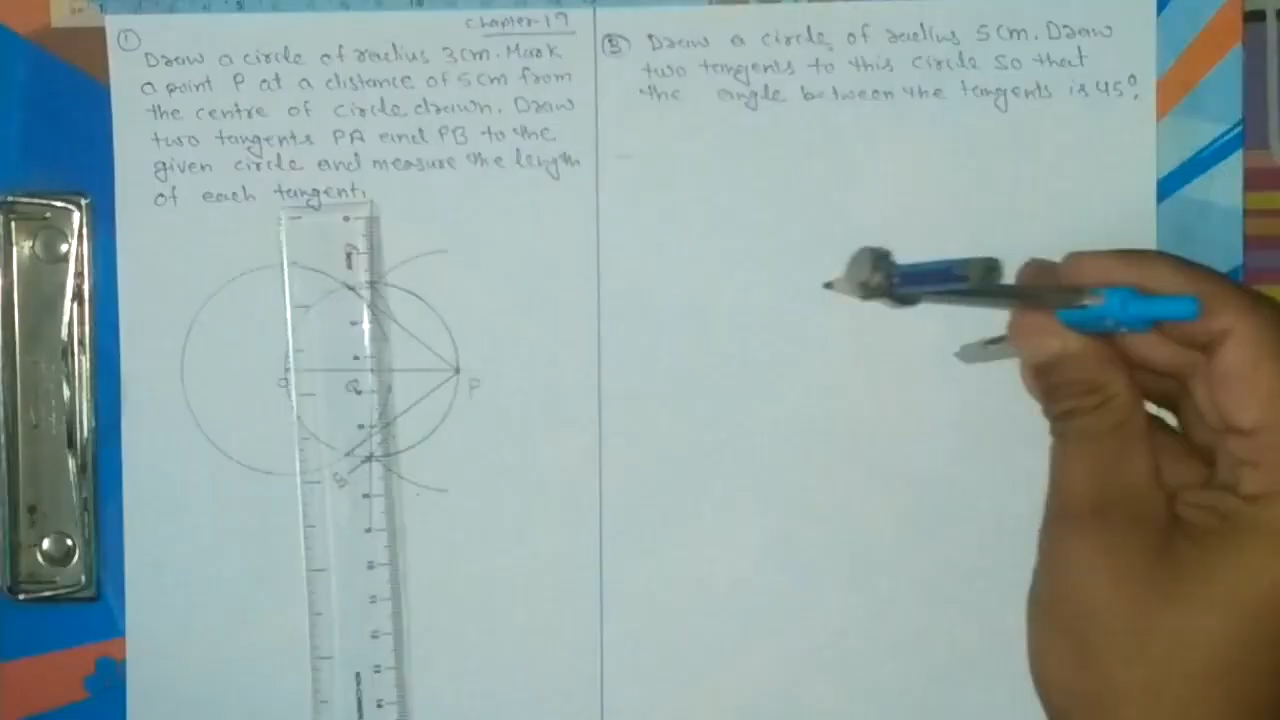 Chapter-17
①
Draw a circle of radius 3cm. Mark
a point P at a distance of 5cm from
the centre of circle drawn. Draw
two tangents PA and PB to the
given circle and measure the length
of each tangent.
O
P
B
③ Draw a circle of radius 5cm. Draw
two tangents to this circle so that
the angle between the tangents is 45°.